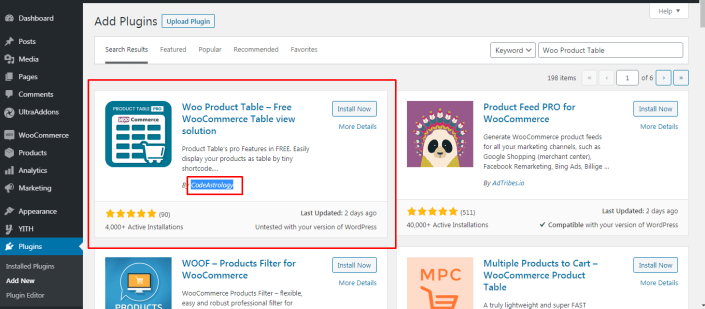 Help ▼
Dashboard
Posts
Media
Pages
Comments
UltraAddons
WooCommerce
Products
Analytics
Marketing
Appearance
YITH
Plugins
Installed Plugins
Add New
Plugin Editor
Add Plugins
Upload Plugin
Search Results
Featured
Popular
Recommended
Favorites
Keyword
Woo Product Table
198 items « ‹ 1 of 6 › »
PRODUCT TABLE PRO
WOO Commerce
Woo Product Table – Free
WooCommerce Table view
solution
Install Now
More Details
Product Table's pro Features in FREE. Easily
display your products as table by tiny
shortcode....
By CodeAstrology
(90)
4,000+ Active Installations
Last Updated: 2 days ago
Untested with your version of WordPress
Product Feed PRO for
WooCommerce
Install Now
More Details
Generate WooCommerce product feeds
for all your marketing channels, such as
Google Shopping (merchant center),
Facebook Remarketing, Bing Ads, Billige ...
By AdTribes.io
(511)
40,000+ Active Installations
Last Updated: 2 days ago
Compatible with your version of WordPress
PRODUCTS
WOOF – Products Filter for
WooCommerce
Install Now
More Details
WooCommerce Products Filter – flexible,
easy and robust professional filter for
MPC
Multiple Products to Cart –
WooCommerce Product
Table
Install Now
More Details
A truly lightweight and super FAST